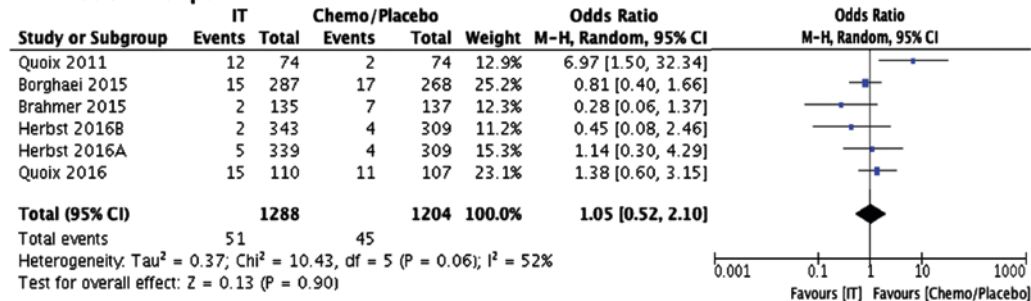 IT Chemo/Placebo Odds Ratio Odds Ratio
Study or Subgroup Events Total Events Total Weight M-H, Random, 95% CI M-H, Random, 95% CI
Quoix 2011 12 74 2 74 12.9% 6.97 [1.50, 32.34]
Borghaei 2015 15 287 17 268 25.2% 0.81 [0.40, 1.66]
Brahmer 2015 2 135 7 137 12.3% 0.28 [0.06, 1.37]
Herbst 2016B 2 343 4 309 11.2% 0.45 [0.08, 2.46]
Herbst 2016A 5 339 4 309 15.3% 1.14 [0.30, 4.29]
Quoix 2016 15 110 11 107 23.1% 1.38 [0.60, 3.15]
Total (95% CI) 1288 1204 100.0% 1.05 [0.52, 2.10]
Total events 51 45
Heterogeneity: Tau² = 0.37; Chi² = 10.43, df = 5 (P = 0.06); I² = 52%
Test for overall effect: Z = 0.13 (P = 0.90)
0.001 0.1 1 10 1000
Favours [IT] Favours [Chemo/Placebo]